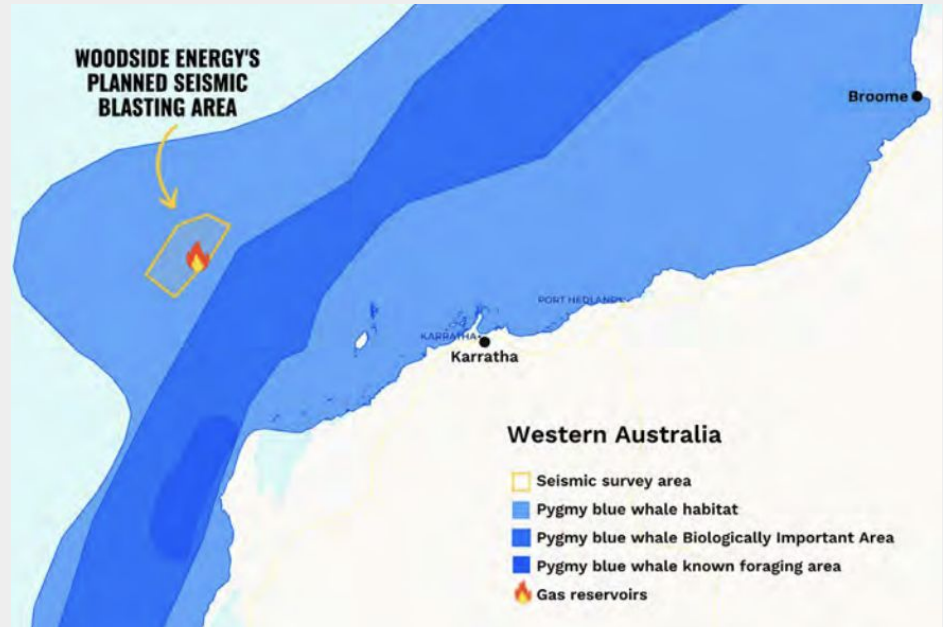 WOODSIDE ENERGY'S
PLANNED SEISMIC
BLASTING AREA
Broome
PORT HEDLAND
KARRATHA
Karratha
Western Australia
Seismic survey area
Pygmy blue whale habitat
Pygmy blue whale Biologically Important Area
Pygmy blue whale known foraging area
Gas reservoirs